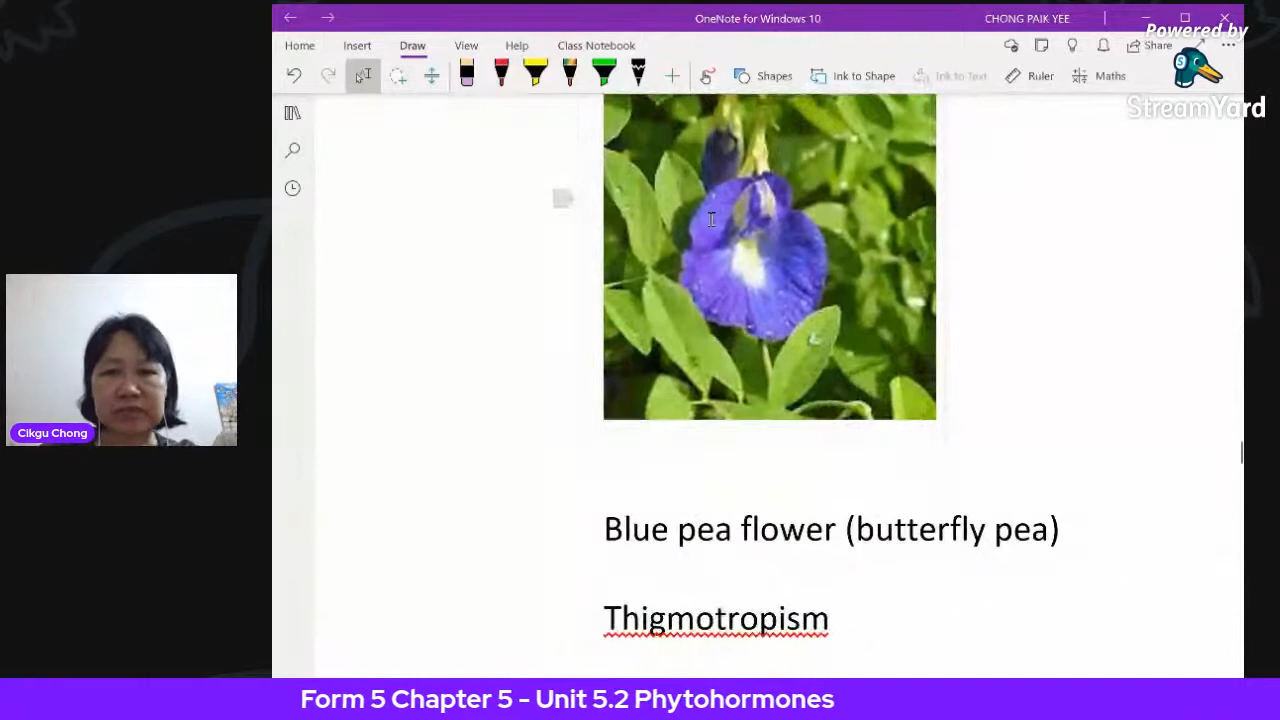 OneNote for Windows 10
CHONG PAIK YEE
Powered by
StreamYard
Home Insert Draw View Help Class Notebook
Share
Shapes
Ink to Shape
Ink to Text
Ruler
Maths
Cikgu Chong
Blue pea flower (butterfly pea)
Thigmotropism
Form 5 Chapter 5 - Unit 5.2 Phytohormones